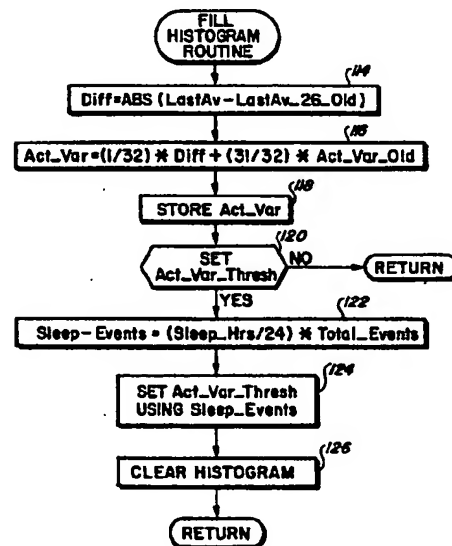 FILL
HISTOGRAM
ROUTINE
114
Diff=ABS (LastAv-LastAv_26_Old)
116
Act_Var=(1/32) * Diff + (31/32) * Act_Var_Old
118
STORE Act_Var
120
SET
Act_Var_Thresh
NO
RETURN
YES
122
Sleep-Events = (Sleep_Hrs/24) * Total_Events
124
SET Act_Var_Thresh
USING Sleep_Events
126
CLEAR HISTOGRAM
RETURN